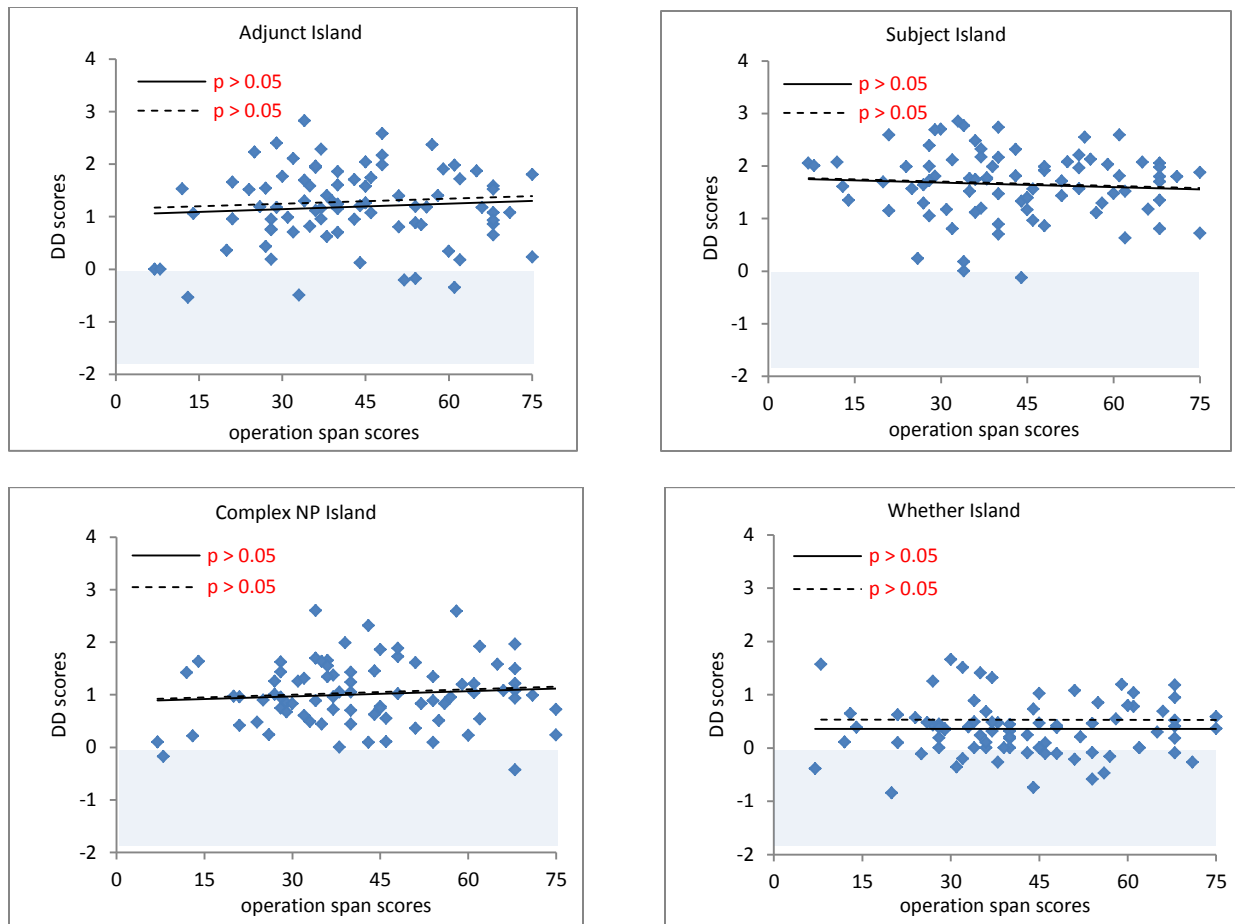 Adjunct Island
4
3
2
1
0
-1
-2
DD scores
p > 0.05
p > 0.05
0 15 30 45 60 75
operation span scores
Subject Island
4
3
2
1
0
-1
-2
DD scores
p > 0.05
p > 0.05
0 15 30 45 60 75
operation span scores
Complex NP Island
4
3
2
1
0
-1
-2
DD scores
p > 0.05
p > 0.05
0 15 30 45 60 75
operation span scores
Whether Island
4
3
2
1
0
-1
-2
DD scores
p > 0.05
p > 0.05
0 15 30 45 60 75
operation span scores